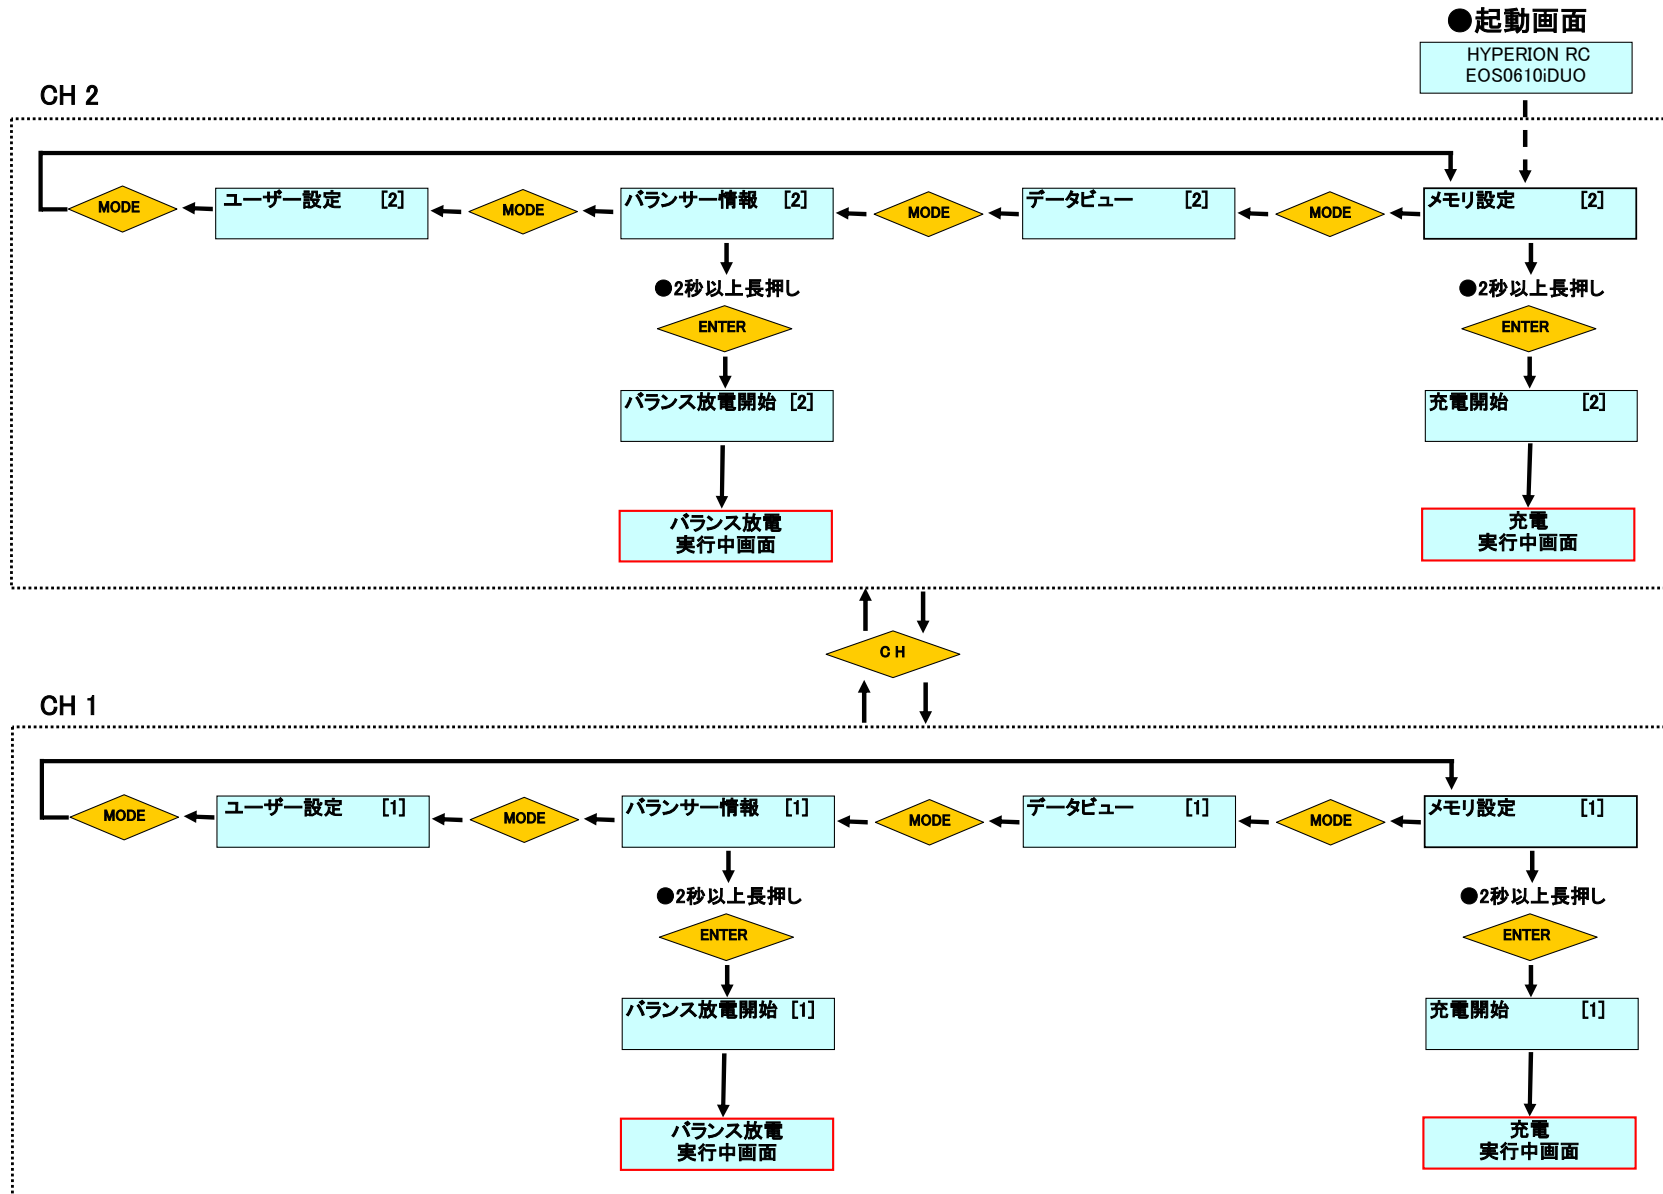 ●起動画面
HYPERION RC
EOS0610iDUO
CH 2
MODE
ユーザー設定 [2]
MODE
バランサー情報 [2]
MODE
データビュー [2]
MODE
メモリ設定 [2]
●2秒以上長押し
●2秒以上長押し
ENTER
ENTER
バランス放電開始 [2]
充電開始 [2]
バランス放電
実行中画面
充電
実行中画面
C H
CH 1
MODE
ユーザー設定 [1]
MODE
バランサー情報 [1]
MODE
データビュー [1]
MODE
メモリ設定 [1]
●2秒以上長押し
●2秒以上長押し
ENTER
ENTER
バランス放電開始 [1]
充電開始 [1]
バランス放電
実行中画面
充電
実行中画面